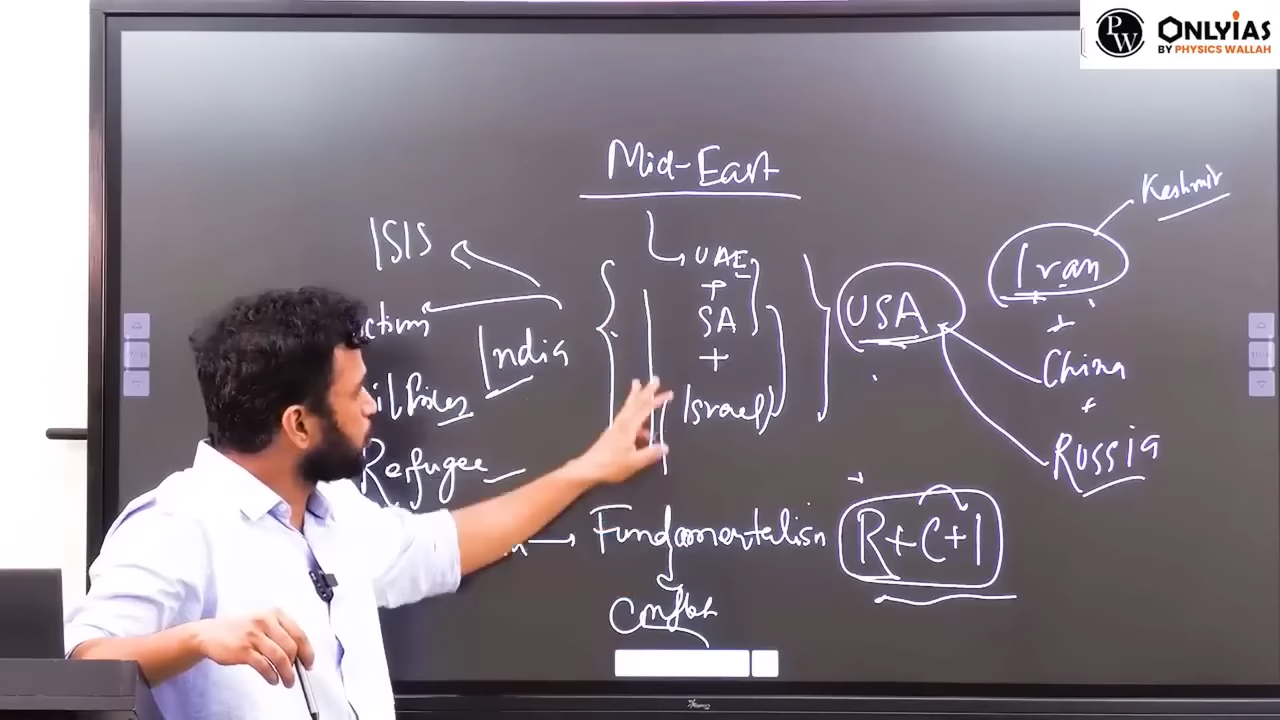 PW ONLYIAS
BY PHYSICS WALLAH
Mid-East
Kashmir
ISIS
UAE
+
SA
+
Israel
India
USA
Iran
+
China
+
Russia
Refugee
→ Fundamentalism
Conflict
R+C+I